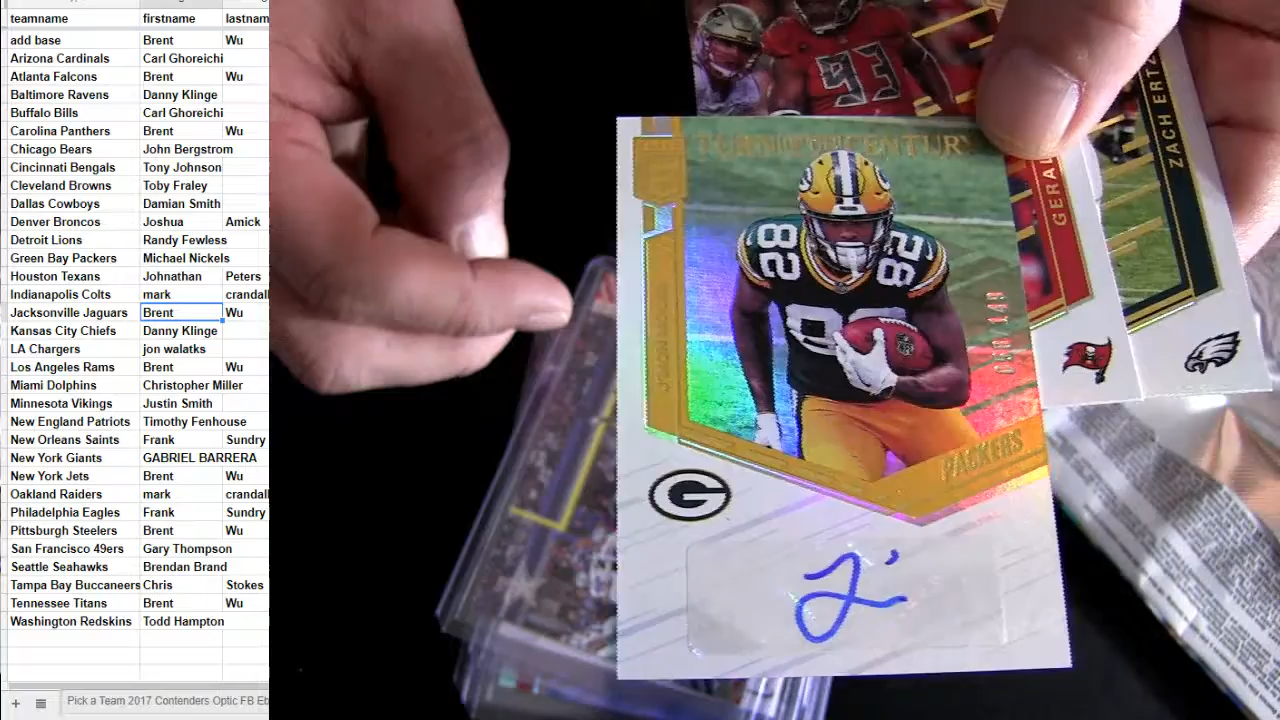 teamname firstname lastnam
add base Brent Wu
Arizona Cardinals Carl Ghoreichi
Atlanta Falcons Brent Wu
Baltimore Ravens Danny Klinge
Buffalo Bills Carl Ghoreichi
Carolina Panthers Brent Wu
Chicago Bears John Bergstrom
Cincinnati Bengals Tony Johnson
Cleveland Browns Toby Fraley
Dallas Cowboys Damian Smith
Denver Broncos Joshua Amick
Detroit Lions Randy Fewless
Green Bay Packers Michael Nickels
Houston Texans Johnathan Peters
Indianapolis Colts mark crandall
Jacksonville Jaguars Brent Wu
Kansas City Chiefs Danny Klinge
LA Chargers jon walatks
Los Angeles Rams Brent Wu
Miami Dolphins Christopher Miller
Minnesota Vikings Justin Smith
New England Patriots Timothy Fenhouse
New Orleans Saints Frank Sundry
New York Giants GABRIEL BARRERA
New York Jets Brent Wu
Oakland Raiders mark crandall
Philadelphia Eagles Frank Sundry
Pittsburgh Steelers Brent Wu
San Francisco 49ers Gary Thompson
Seattle Seahawks Brendan Brand
Tampa Bay Buccaneers Chris Stokes
Tennessee Titans Brent Wu
Washington Redskins Todd Hampton
Pick a Team 2017 Contenders Optic FB Eb
93
TURN OF THE CENTURY
82 82
G
PACKERS
G
GERAL
ZACH ERTZ